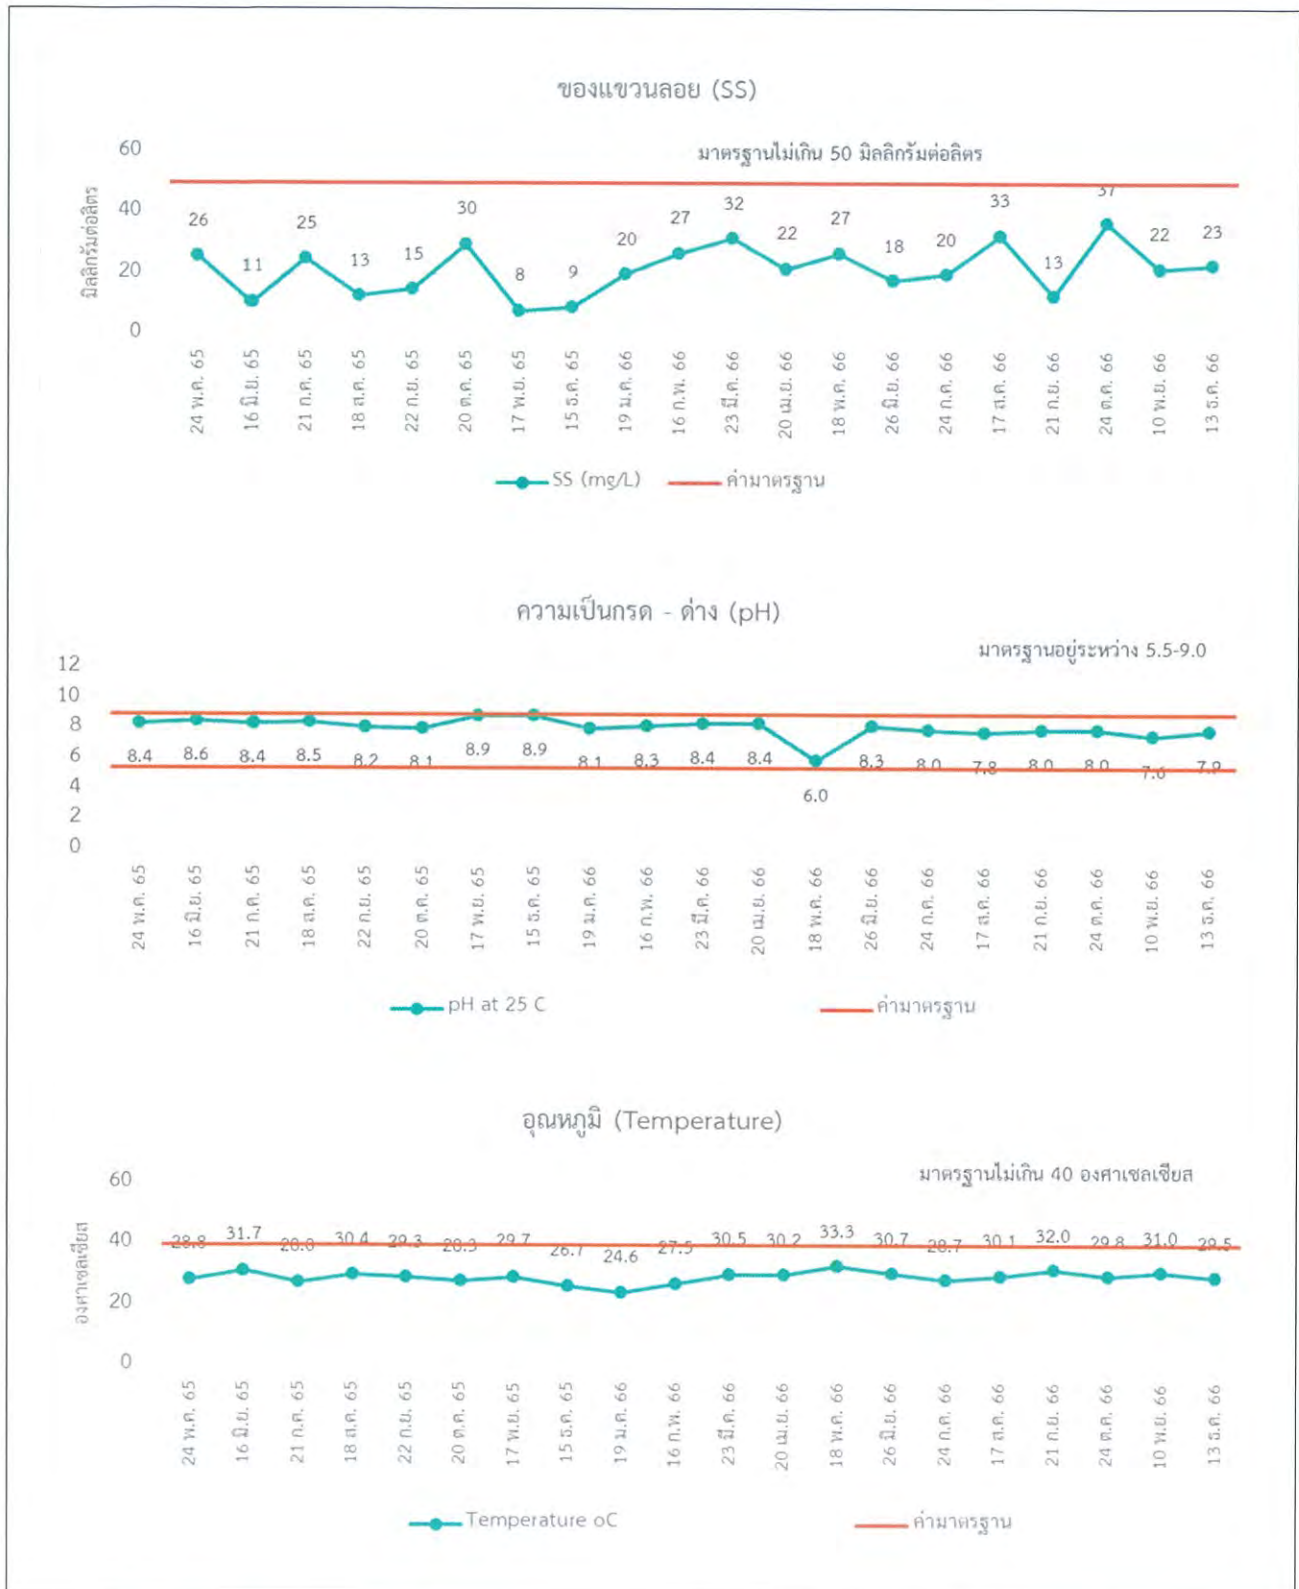 ของแขวนลอย (SS)
มาตรฐานไม่เกิน 50 มิลลิกรัมต่อลิตร
มิลลิกรัมต่อลิตร
60
40
20
0
26 11 25 13 15 30 8 9 20 27 32 22 27 18 20 33 13 37 22 23
24 พ.ค. 65
16 มิ.ย. 65
21 ก.ค. 65
18 ส.ค. 65
22 ก.ย. 65
20 ต.ค. 65
17 พ.ย. 65
15 ธ.ค. 65
19 ม.ค. 66
16 ก.พ. 66
23 มี.ค. 66
20 เม.ย. 66
18 พ.ค. 66
26 มิ.ย. 66
24 ก.ค. 66
17 ส.ค. 66
21 ก.ย. 66
24 ต.ค. 66
10 พ.ย. 66
13 ธ.ค. 66
SS (mg/L) ค่ามาตรฐาน
ความเป็นกรด - ด่าง (pH)
มาตรฐานอยู่ระหว่าง 5.5-9.0
12
10
8
6
4
2
0
8.4 8.6 8.4 8.5 8.2 8.1 8.9 8.9 8.1 8.3 8.4 8.4 6.0 8.3 8.0 7.8 8.0 8.0 7.6 7.9
24 พ.ค. 65
16 มิ.ย. 65
21 ก.ค. 65
18 ส.ค. 65
22 ก.ย. 65
20 ต.ค. 65
17 พ.ย. 65
15 ธ.ค. 65
19 ม.ค. 66
16 ก.พ. 66
23 มี.ค. 66
20 เม.ย. 66
18 พ.ค. 66
26 มิ.ย. 66
24 ก.ค. 66
17 ส.ค. 66
21 ก.ย. 66
24 ต.ค. 66
10 พ.ย. 66
13 ธ.ค. 66
pH at 25 C ค่ามาตรฐาน
อุณหภูมิ (Temperature)
มาตรฐานไม่เกิน 40 องศาเซลเซียส
องศาเซลเซียส
60
40
20
0
28.8 31.7 30.4 29.3 29.7 26.7 24.6 27.5 30.5 30.2 33.3 30.7 28.7 30.1 32.0 29.8 31.0 29.5
24 พ.ค. 65
16 มิ.ย. 65
21 ก.ค. 65
18 ส.ค. 65
22 ก.ย. 65
20 ต.ค. 65
17 พ.ย. 65
15 ธ.ค. 65
19 ม.ค. 66
16 ก.พ. 66
23 มี.ค. 66
20 เม.ย. 66
18 พ.ค. 66
26 มิ.ย. 66
24 ก.ค. 66
17 ส.ค. 66
21 ก.ย. 66
24 ต.ค. 66
10 พ.ย. 66
13 ธ.ค. 66
Temperature oC ค่ามาตรฐาน